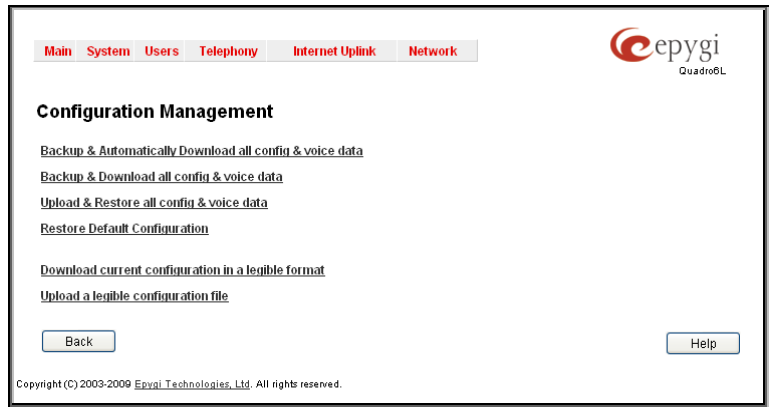 Main System Users Telephony Internet Uplink Network
epygi
Quadro6L
Configuration Management
Backup & Automatically Download all config & voice data
Backup & Download all config & voice data
Upload & Restore all config & voice data
Restore Default Configuration
Download current configuration in a legible format
Upload a legible configuration file
Back
Help
Copyright (C) 2003-2009 Epygi Technologies, Ltd. All rights reserved.